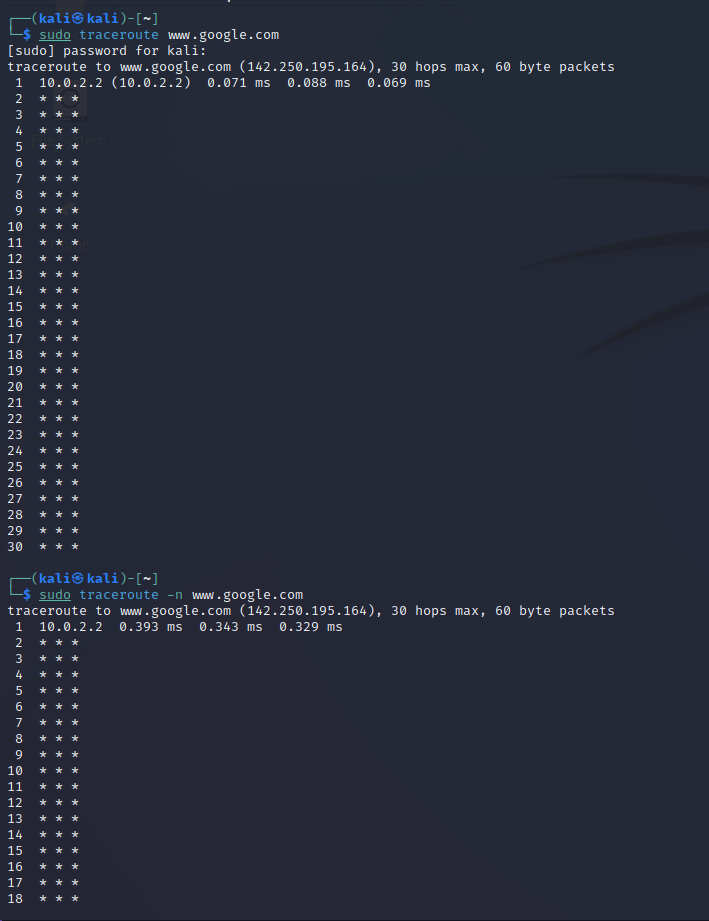 ┌──(kali㉿kali)-[~]
└─$ sudo traceroute www.google.com
[sudo] password for kali:
traceroute to www.google.com (142.250.195.164), 30 hops max, 60 byte packets
 1  10.0.2.2 (10.0.2.2)  0.071 ms  0.088 ms  0.069 ms
 2  * * *
 3  * * *
 4  * * *
 5  * * *
 6  * * *
 7  * * *
 8  * * *
 9  * * *
10  * * *
11  * * *
12  * * *
13  * * *
14  * * *
15  * * *
16  * * *
17  * * *
18  * * *
19  * * *
20  * * *
21  * * *
22  * * *
23  * * *
24  * * *
25  * * *
26  * * *
27  * * *
28  * * *
29  * * *
30  * * *
┌──(kali㉿kali)-[~]
└─$ sudo traceroute -n www.google.com
traceroute to www.google.com (142.250.195.164), 30 hops max, 60 byte packets
 1  10.0.2.2  0.393 ms  0.343 ms  0.329 ms
 2  * * *
 3  * * *
 4  * * *
 5  * * *
 6  * * *
 7  * * *
 8  * * *
 9  * * *
10  * * *
11  * * *
12  * * *
13  * * *
14  * * *
15  * * *
16  * * *
17  * * *
18  * * *